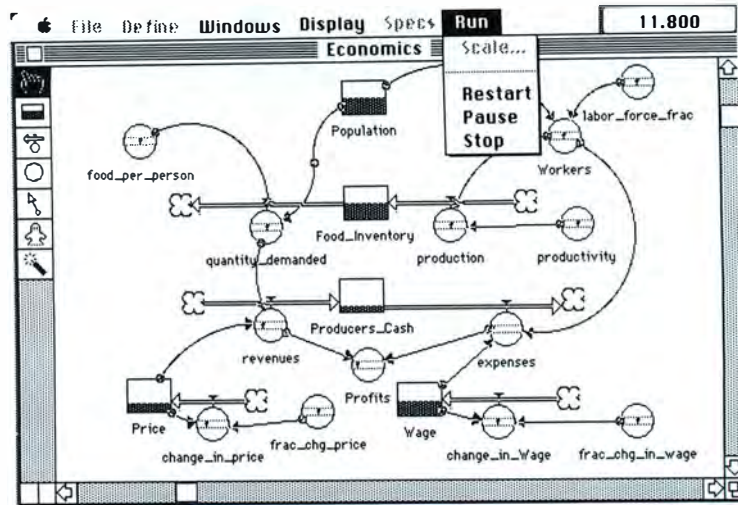 File Define Windows Display Specs Run
11.800
Economics
Scale...
Restart
Pause
Stop
Population
labor_force_frac
food_per_person
Workers
Food_Inventory
quantity_demanded
production
productivity
Producers_Cash
revenues
expenses
Profits
Price
frac_chg_price
change_in_price
Wage
change_in_Wage
frac_chg_in_wage